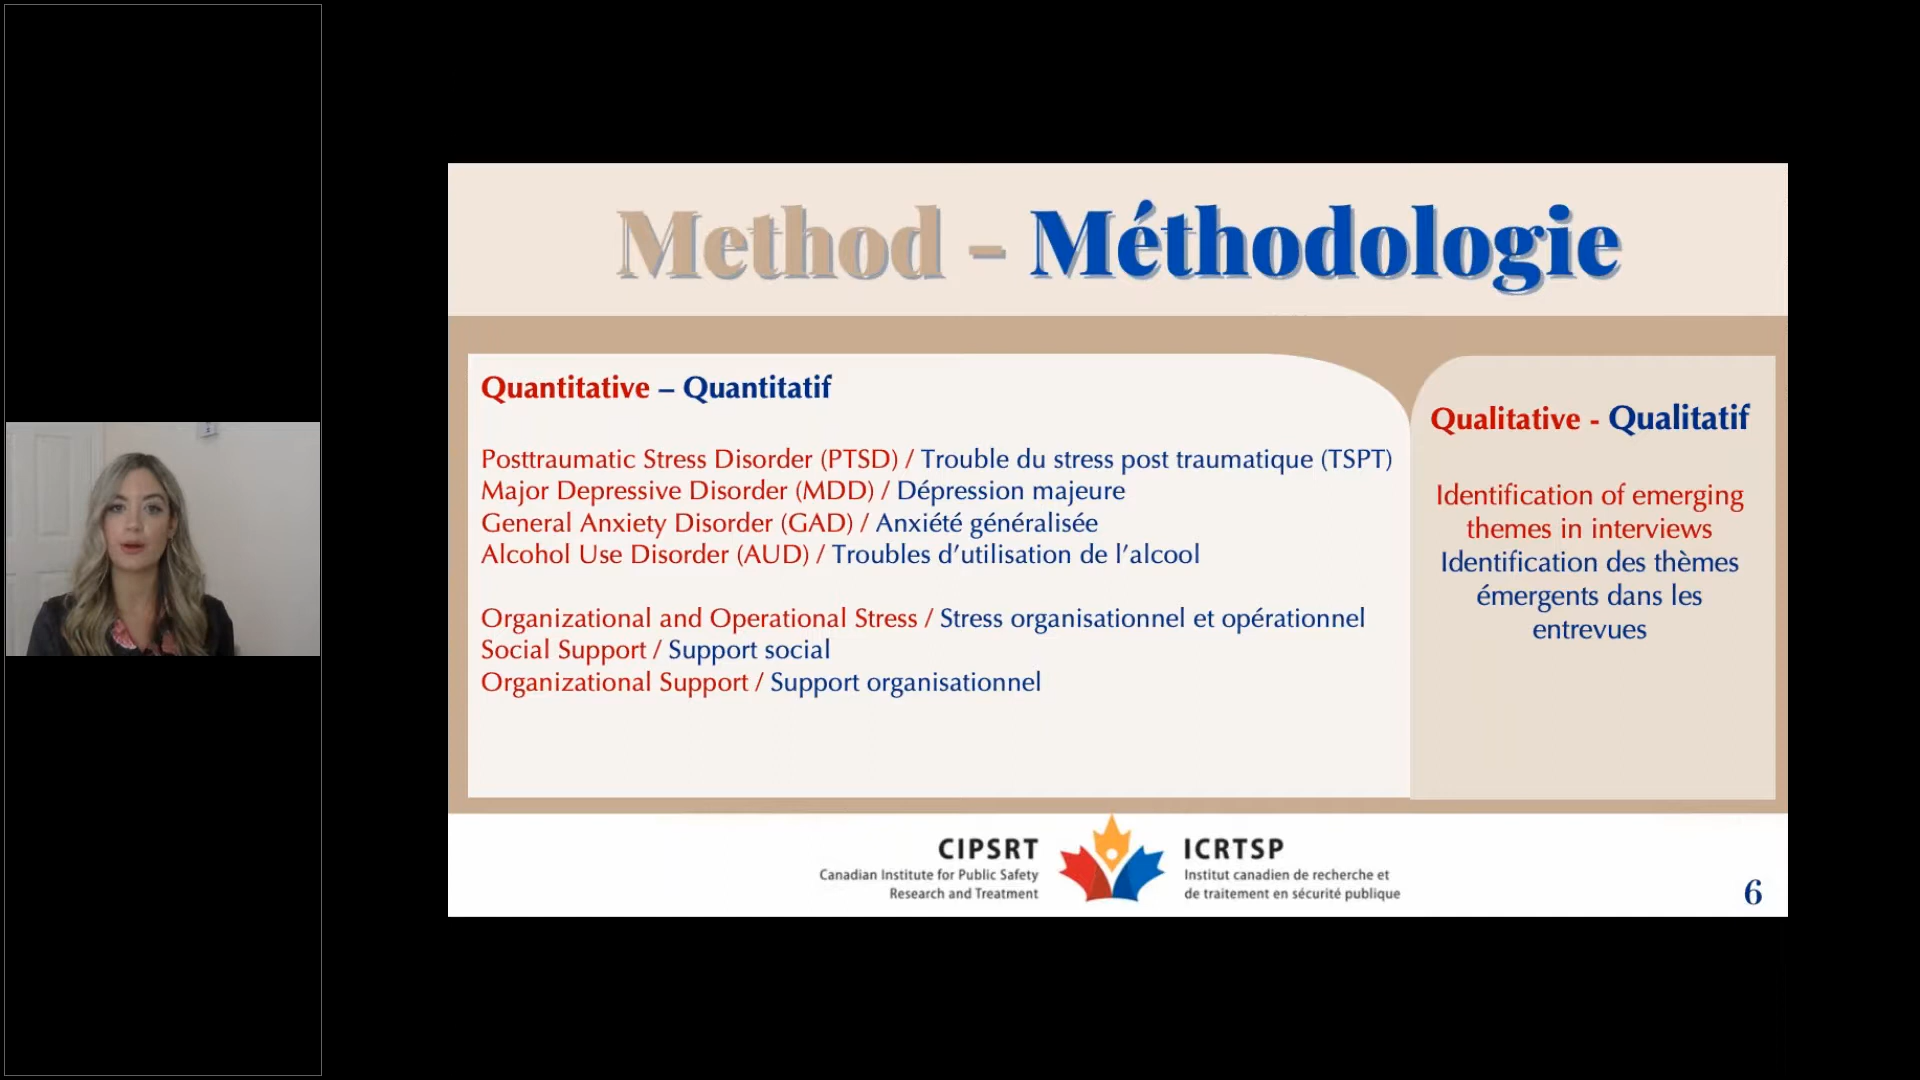 Method - Méthodologie
Quantitative – Quantitatif
Posttraumatic Stress Disorder (PTSD) / Trouble du stress post traumatique (TSPT)
Major Depressive Disorder (MDD) / Dépression majeure
General Anxiety Disorder (GAD) / Anxiété généralisée
Alcohol Use Disorder (AUD) / Troubles d’utilisation de l’alcool
Organizational and Operational Stress / Stress organisationnel et opérationnel
Social Support / Support social
Organizational Support / Support organisationnel
Qualitative - Qualitatif
Identification of emerging
themes in interviews
Identification des thèmes
émergents dans les
entrevues
CIPSRT
Canadian Institute for Public Safety
Research and Treatment
ICRTSP
Institut canadien de recherche et
de traitement en sécurité publique
6